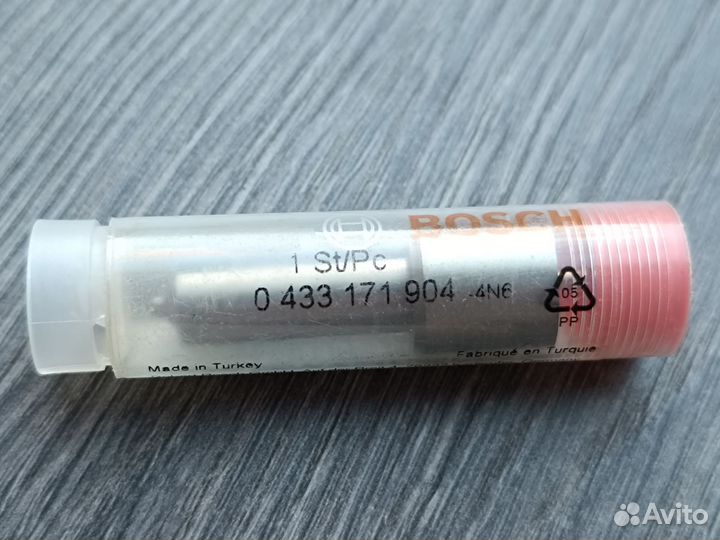 BOSCH
1 St/Pc
0 433 171 904 4N6
05
PP
Made in Turkey
Fabriqué en Turquie
Avito